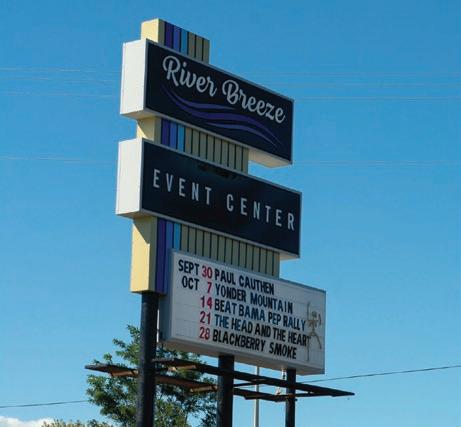 River Breeze
EVENT CENTER
SEPT 30 PAUL CAUTHEN
OCT 7 YONDER MOUNTAIN
14 BEAT BAMA PEP RALLY
21 THE HEAD AND THE HEART
28 BLACKBERRY SMOKE